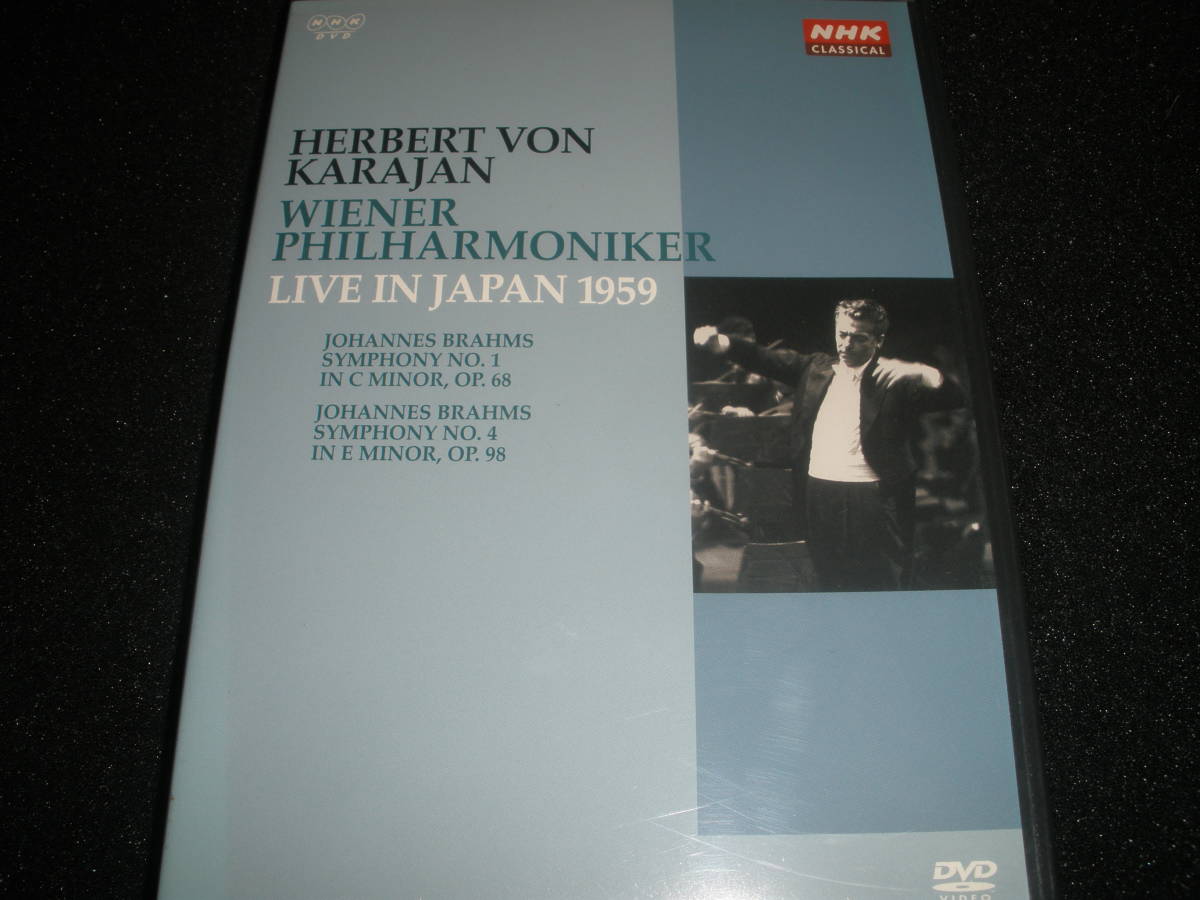 NHK
DVD
NHK
CLASSICAL
HERBERT VON
KARAJAN
WIENER
PHILHARMONIKER
LIVE IN JAPAN 1959
JOHANNES BRAHMS
SYMPHONY NO. 1
IN C MINOR, OP. 68
JOHANNES BRAHMS
SYMPHONY NO. 4
IN E MINOR, OP. 98
DVD
VIDEO